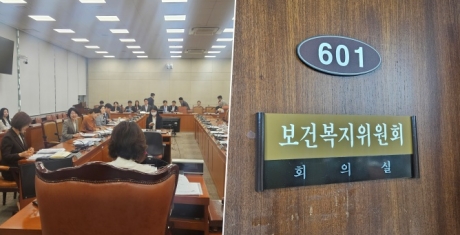 601
보건복지위원회
회 의 실